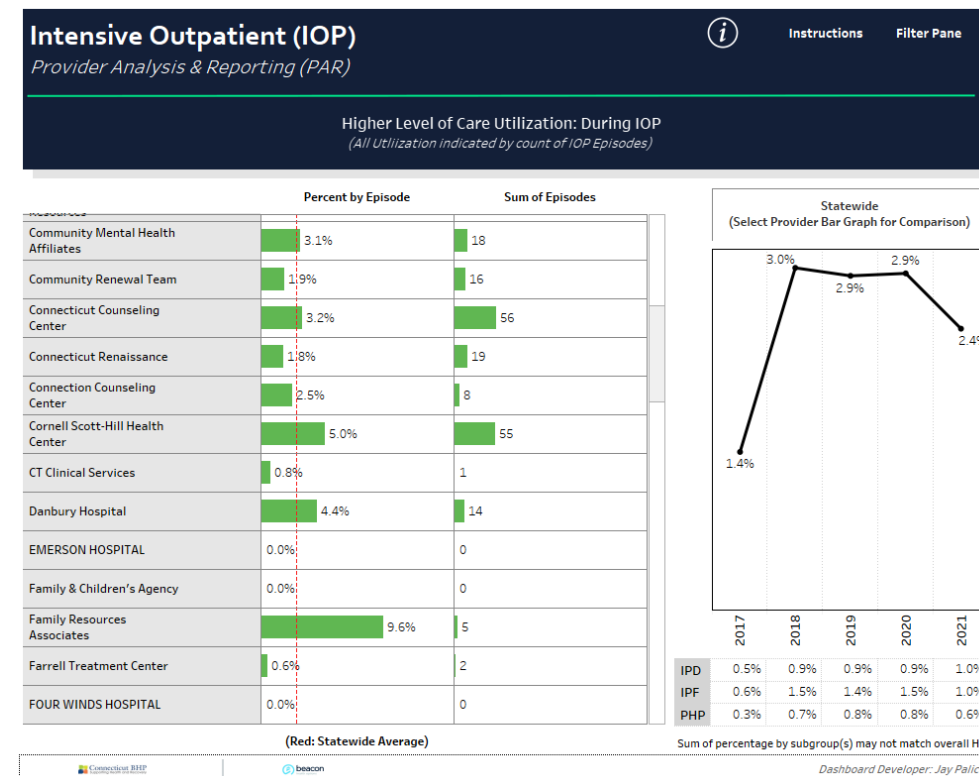 Intensive Outpatient (IOP)
Provider Analysis & Reporting (PAR)
i
Instructions
Filter Pane
Higher Level of Care Utilization: During IOP
(All Utliization indicated by count of IOP Episodes)
Percent by Episode
Sum of Episodes
Community Mental Health
Affiliates
3.1%
18
Community Renewal Team
1.9%
16
Connecticut Counseling
Center
3.2%
56
Connecticut Renaissance
1.8%
19
Connection Counseling
Center
2.5%
8
Cornell Scott-Hill Health
Center
5.0%
55
CT Clinical Services
0.8%
1
Danbury Hospital
4.4%
14
EMERSON HOSPITAL
0.0%
0
Family & Children's Agency
0.0%
0
Family Resources
Associates
9.6%
5
Farrell Treatment Center
0.6%
2
FOUR WINDS HOSPITAL
0.0%
0
(Red: Statewide Average)
Statewide
(Select Provider Bar Graph for Comparison)
3.0%
2.9%
2.9%
2.4%
1.4%
2017 2018 2019 2020 2021
IPD 0.5% 0.9% 0.9% 0.9% 1.0%
IPF 0.6% 1.5% 1.4% 1.5% 1.0%
PHP 0.3% 0.7% 0.8% 0.8% 0.6%
Sum of percentage by subgroup(s) may not match overall H
Connecticut BHP
beacon
Dashboard Developer: Jay Palic